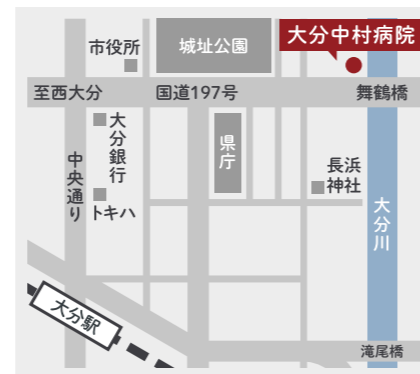 市役所
城址公園
大分中村病院
至西大分
国道197号
舞鶴橋
大分銀行
県庁
中央通り
トキハ
長浜
神社
大分川
大分駅
滝尾橋